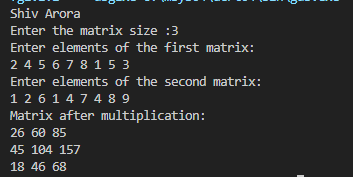 Shiv Arora
Enter the matrix size :3
Enter elements of the first matrix:
2 4 5 6 7 8 1 5 3
Enter elements of the second matrix:
1 2 6 1 4 7 4 8 9
Matrix after multiplication:
26 60 85
45 104 157
18 46 68